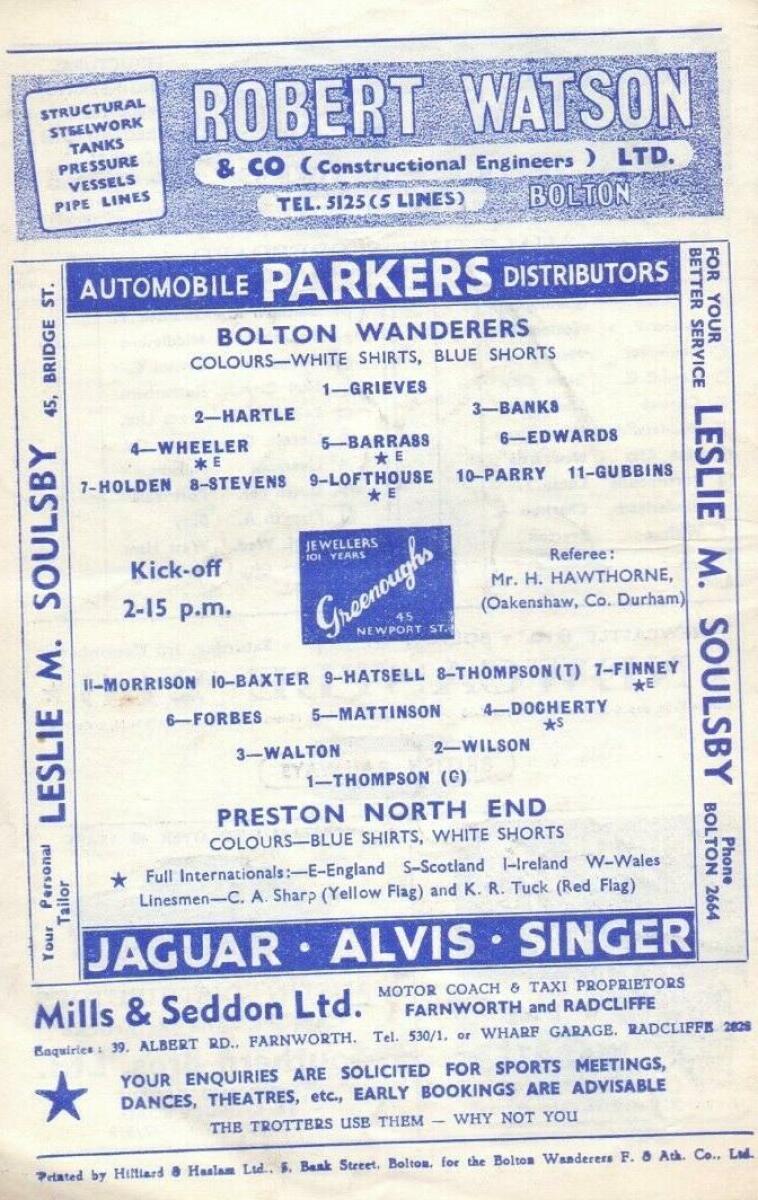 STRUCTURAL
STEELWORK
TANKS
PRESSURE
VESSELS
PIPE LINES
ROBERT WATSON
& CO (Constructional Engineers) LTD.
TEL. 5125 (5 LINES) BOLTON
AUTOMOBILE PARKERS DISTRIBUTORS
BOLTON WANDERERS
COLOURS—WHITE SHIRTS, BLUE SHORTS
1—GRIEVES
2—HARTLE 3—BANKS
4—WHEELER 5—BARRASS 6—EDWARDS
★ E ★ E
7-HOLDEN 8-STEVENS 9-LOFTHOUSE 10-PARRY 11-GUBBINS
★ E
Kick-off
2-15 p.m.
JEWELLERS
101 YEARS
Greenoughs
45
NEWPORT ST.
Referee:
Mr. H. HAWTHORNE,
(Oakenshaw, Co. Durham)
11-MORRISON 10-BAXTER 9-HATSELL 8-THOMPSON(T) 7-FINNEY
★E
6—FORBES 5—MATTINSON 4—DOCHERTY
★S
3—WALTON 2—WILSON
1—THOMPSON (G)
PRESTON NORTH END
COLOURS—BLUE SHIRTS, WHITE SHORTS
★ Full Internationals:—E-England S-Scotland I-Ireland W-Wales
Linesmen—C. A. Sharp (Yellow Flag) and K. R. Tuck (Red Flag)
JAGUAR · ALVIS · SINGER
Your Personal
Tailor
LESLIE M. SOULSBY 45, BRIDGE ST.
FOR YOUR
BETTER SERVICE
LESLIE M. SOULSBY
Phone
BOLTON 2664
Mills & Seddon Ltd. MOTOR COACH & TAXI PROPRIETORS
FARNWORTH and RADCLIFFE
Enquiries: 39, ALBERT RD., FARNWORTH. Tel. 530/1, or WHARF GARAGE, RADCLIFFE 2828
★ YOUR ENQUIRIES ARE SOLICITED FOR SPORTS MEETINGS,
DANCES, THEATRES, etc., EARLY BOOKINGS ARE ADVISABLE
THE TROTTERS USE THEM — WHY NOT YOU
Printed by Hilliard & Haslam Ltd., 5, Bank Street, Bolton, for the Bolton Wanderers F. & Ath. Co., Ltd.